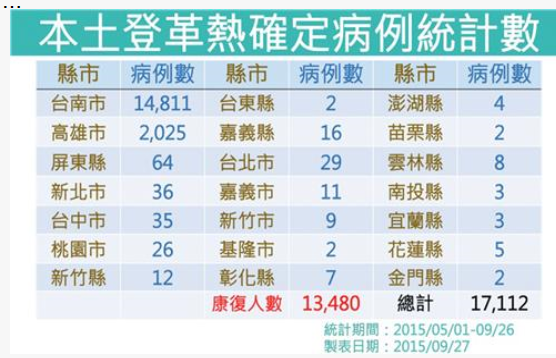 ...
本土登革熱確定病例統計數
縣市 病例數 縣市 病例數 縣市 病例數
台南市 14,811 台東縣 2 澎湖縣 4
高雄市 2,025 嘉義縣 16 苗栗縣 2
屏東縣 64 台北市 29 雲林縣 8
新北市 36 嘉義市 11 南投縣 3
台中市 35 新竹市 9 宜蘭縣 3
桃園市 26 基隆市 2 花蓮縣 5
新竹縣 12 彰化縣 7 金門縣 2
康復人數 13,480 總計 17,112
統計期間：2015/05/01-09/26
製表日期：2015/09/27